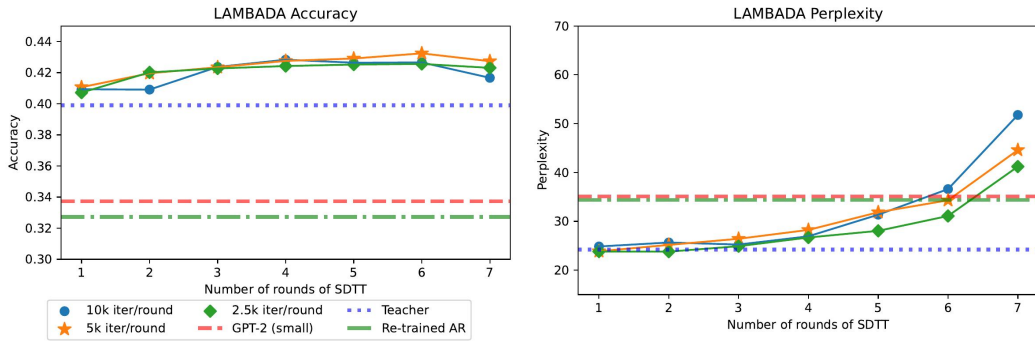 LAMBADA Accuracy
0.44
0.42
0.40
0.38
0.36
0.34
0.32
0.30
Accuracy
1 2 3 4 5 6 7
Number of rounds of SDTT
10k iter/round
5k iter/round
2.5k iter/round
GPT-2 (small)
Teacher
Re-trained AR
LAMBADA Perplexity
70
60
50
40
30
20
Perplexity
1 2 3 4 5 6 7
Number of rounds of SDTT